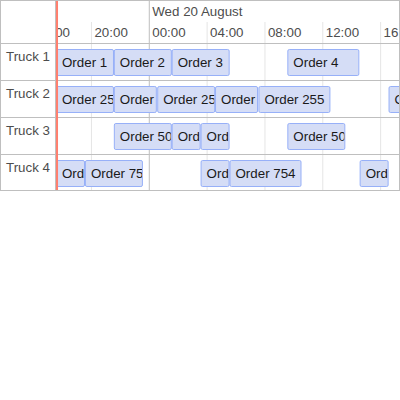 Wed 20 August
00 20:00 00:00 04:00 08:00 12:00 16
Truck 1 Order 1 Order 2 Order 3 Order 4
Truck 2 Order 25 Order Order 25 Order Order 255
Truck 3 Order 50 Ord Ord Order 50
Truck 4 Ord Order 75 Ord Order 754 Ord